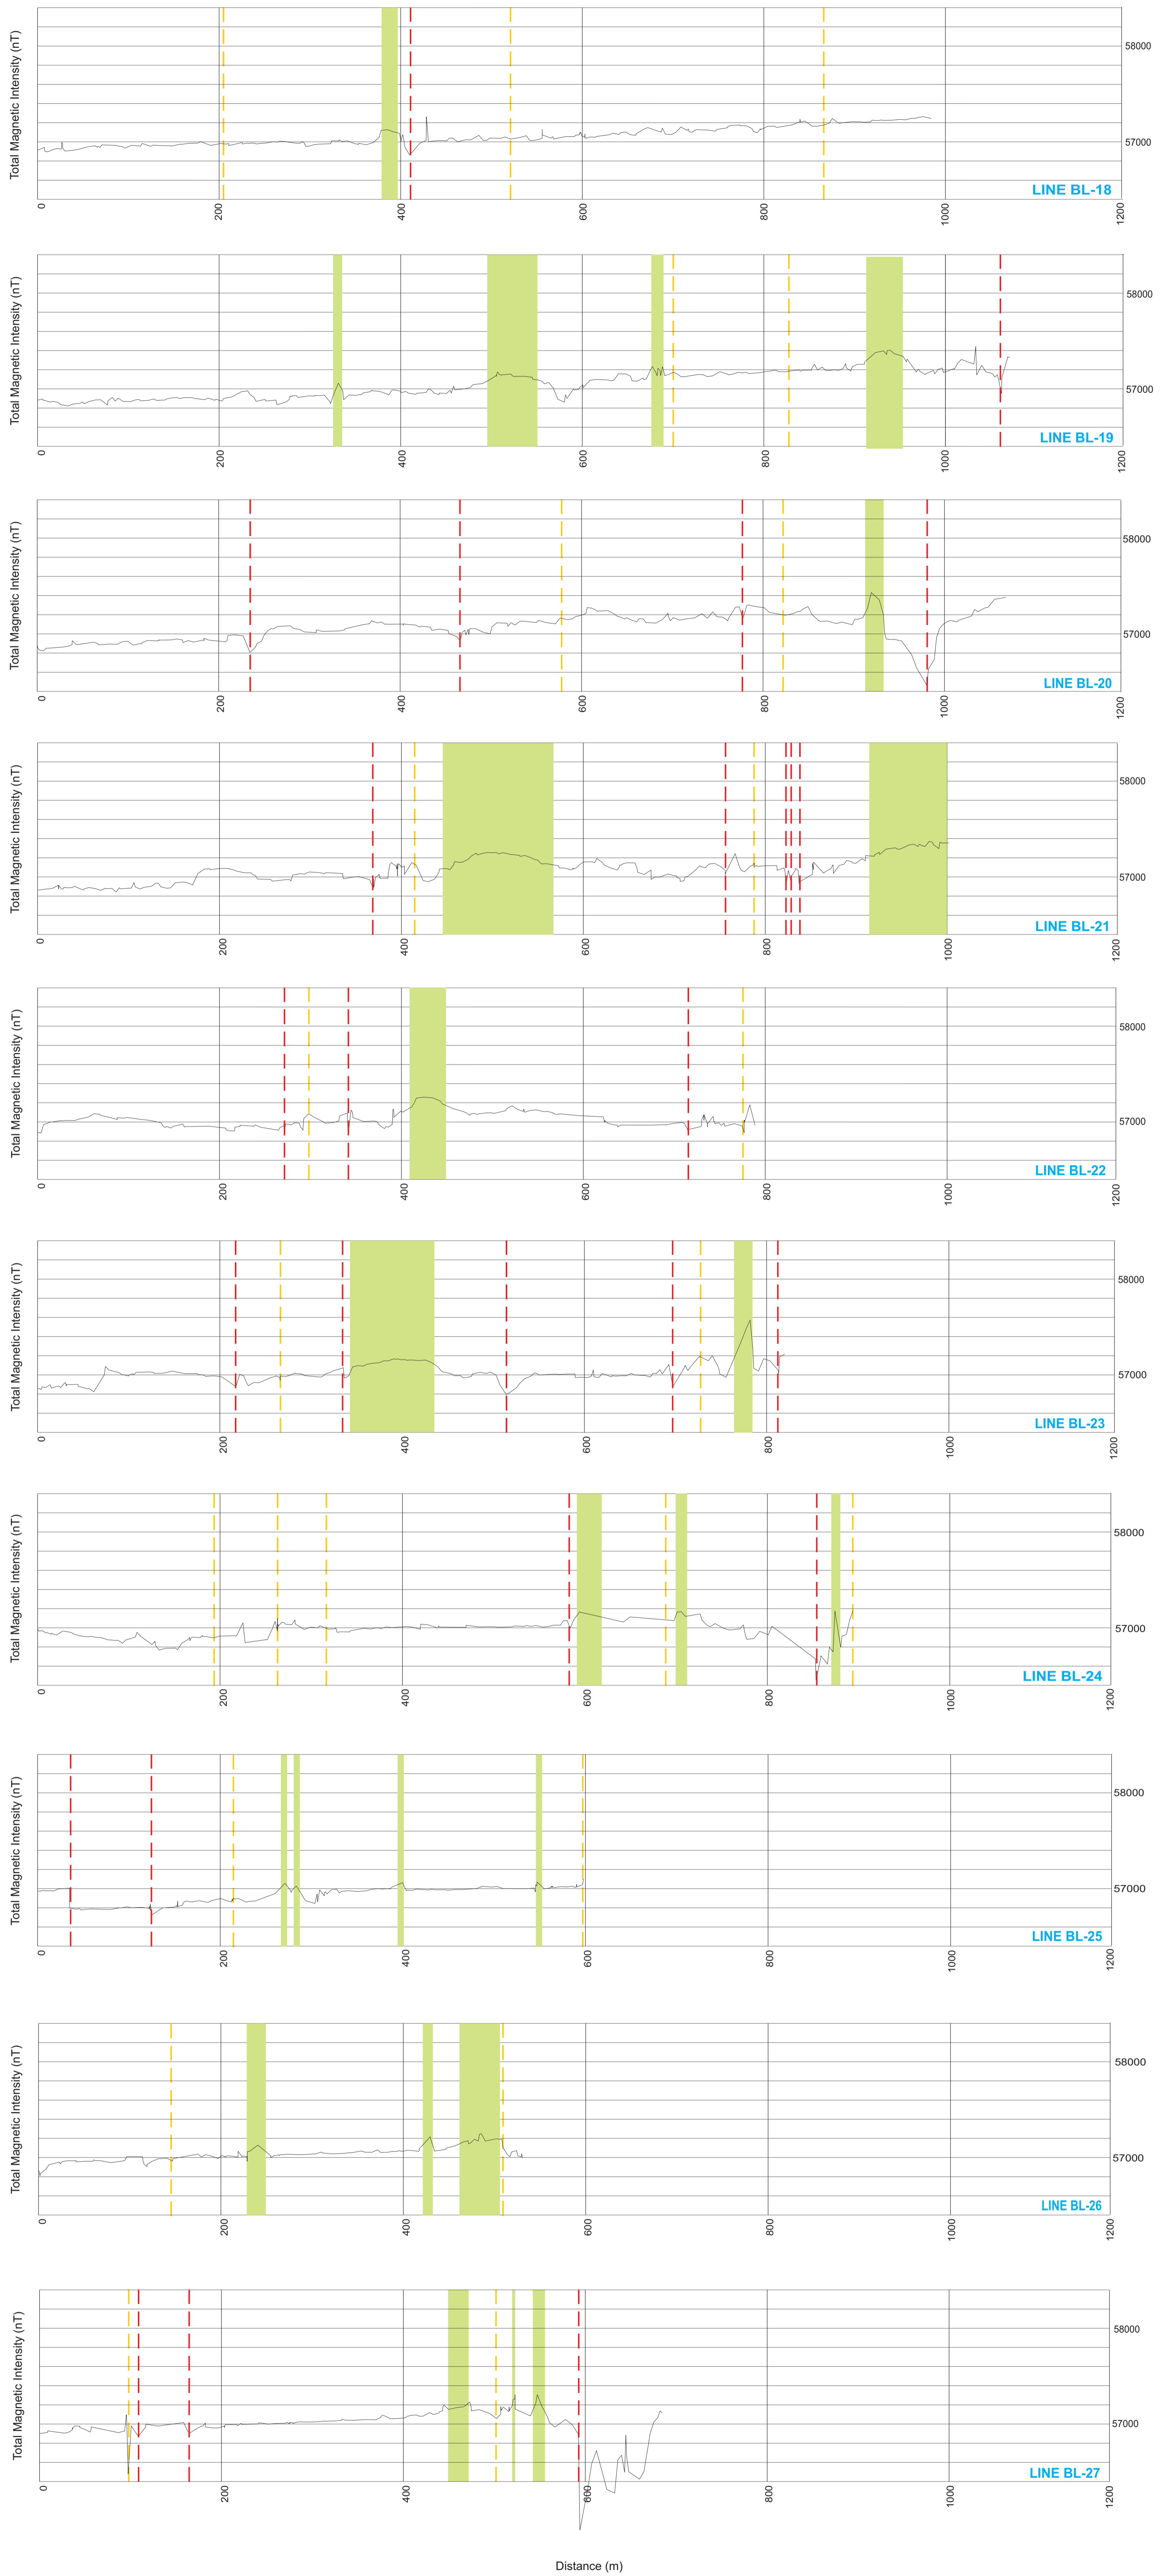 Total Magnetic Intensity (nT)
58000
57000
LINE BL-18
0 200 400 600 800 1000 1200
Total Magnetic Intensity (nT)
58000
57000
LINE BL-19
0 200 400 600 800 1000 1200
Total Magnetic Intensity (nT)
58000
57000
LINE BL-20
0 200 400 600 800 1000 1200
Total Magnetic Intensity (nT)
58000
57000
LINE BL-21
0 200 400 600 800 1000 1200
Total Magnetic Intensity (nT)
58000
57000
LINE BL-22
0 200 400 600 800 1000 1200
Total Magnetic Intensity (nT)
58000
57000
LINE BL-23
0 200 400 600 800 1000 1200
Total Magnetic Intensity (nT)
58000
57000
LINE BL-24
0 200 400 600 800 1000 1200
Total Magnetic Intensity (nT)
58000
57000
LINE BL-25
0 200 400 600 800 1000 1200
Total Magnetic Intensity (nT)
58000
57000
LINE BL-26
0 200 400 600 800 1000 1200
Total Magnetic Intensity (nT)
58000
57000
LINE BL-27
0 200 400 600 800 1000 1200
Distance (m)